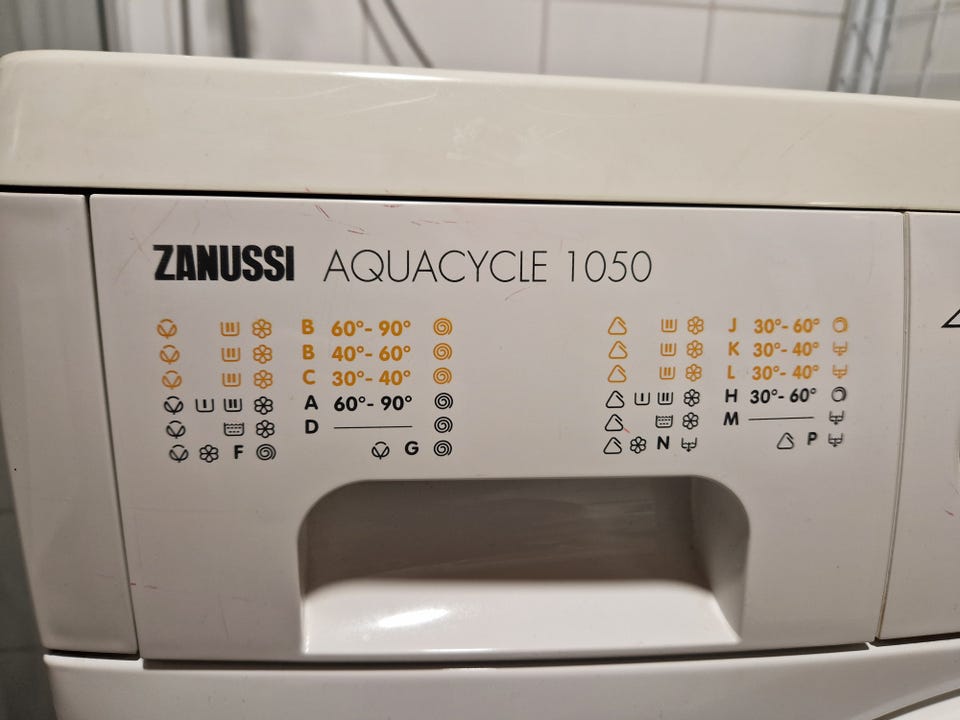 ZANUSSI AQUACYCLE 1050
B 60°- 90°
B 40°- 60°
C 30°- 40°
A 60°- 90°
D
F G
J 30°- 60°
K 30°- 40°
L 30°- 40°
H 30°- 60°
M
N P